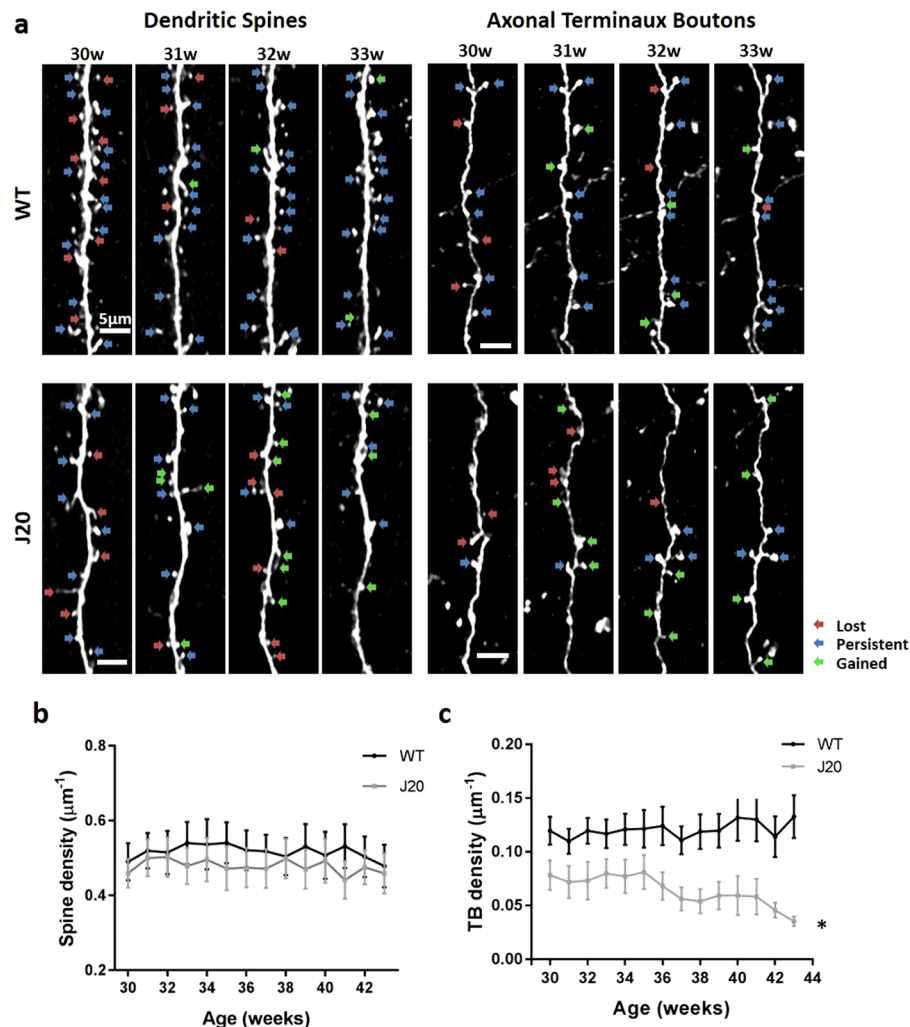 a
Dendritic Spines
Axonal Terminaux Boutons
30w 31w 32w 33w 30w 31w 32w 33w
WT
5µm
J20
Lost
Persistent
Gained
b
WT
J20
Spine density (µm⁻¹)
0.8
0.6
0.4
0.2
30 32 34 36 38 40 42
Age (weeks)
c
WT
J20
TB density (µm⁻¹)
0.20
0.15
0.10
0.05
0.00
*
30 32 34 36 38 40 42 44
Age (weeks)